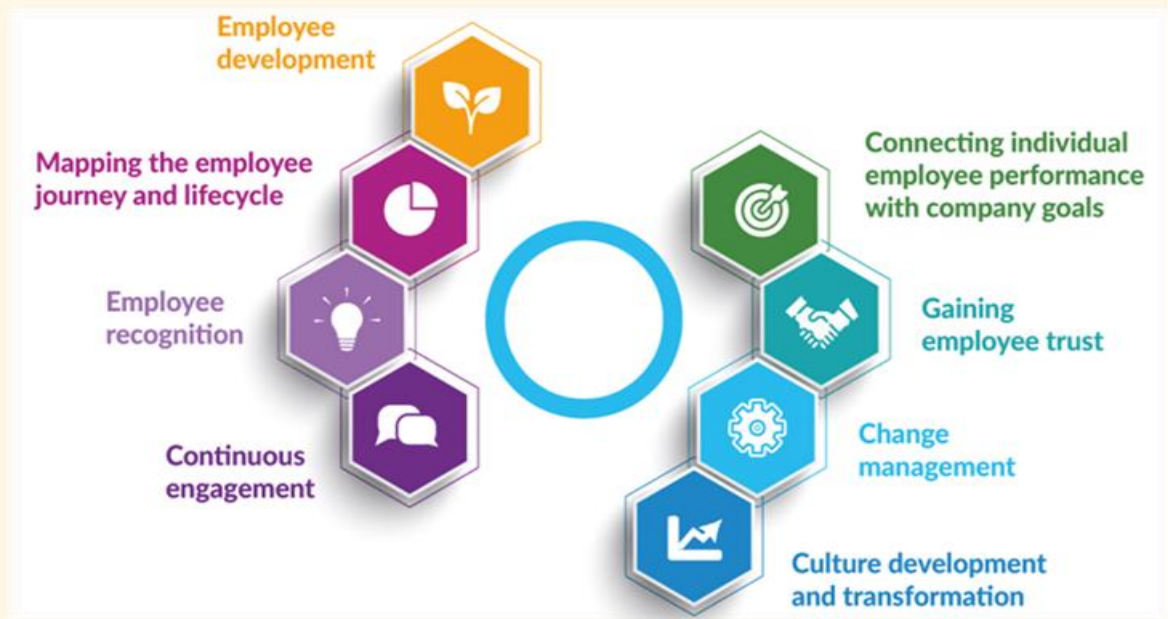 Employee
development
Mapping the employee
journey and lifecycle
Employee
recognition
Continuous
engagement
Connecting individual
employee performance
with company goals
Gaining
employee trust
Change
management
Culture development
and transformation